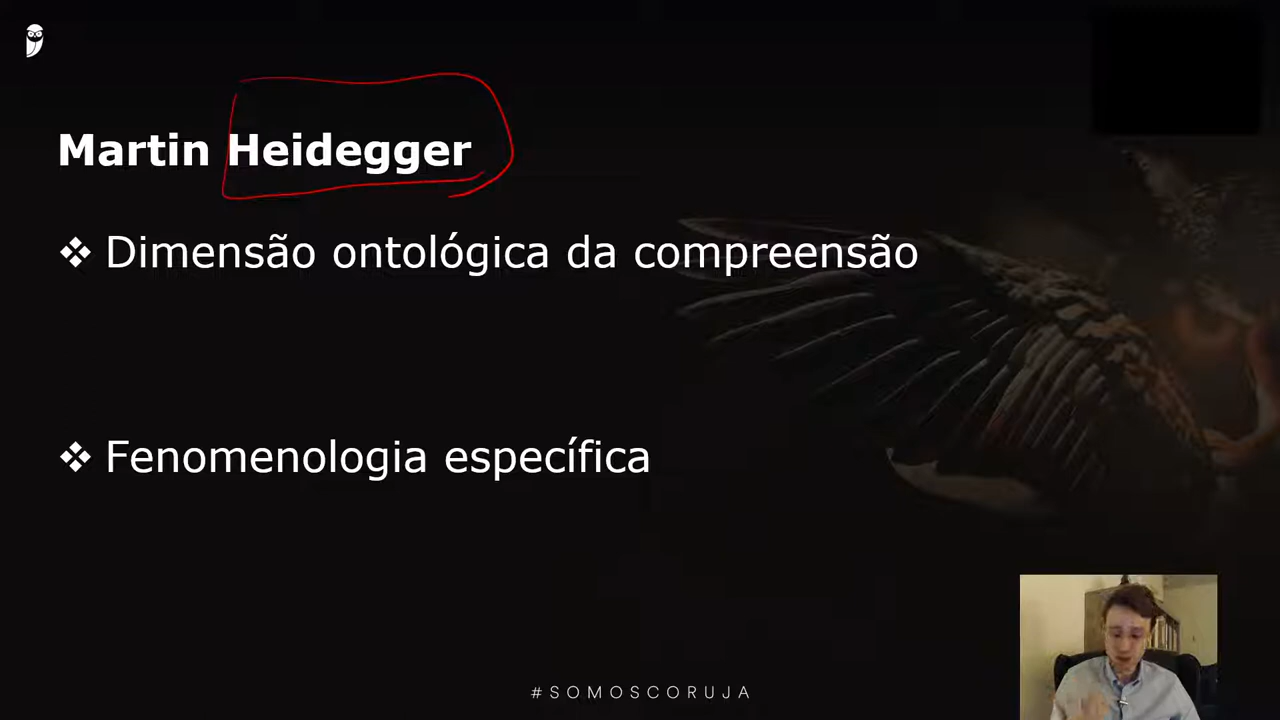 Martin Heidegger
❖ Dimensão ontológica da compreensão
❖ Fenomenologia específica
#SOMOSCORUJA